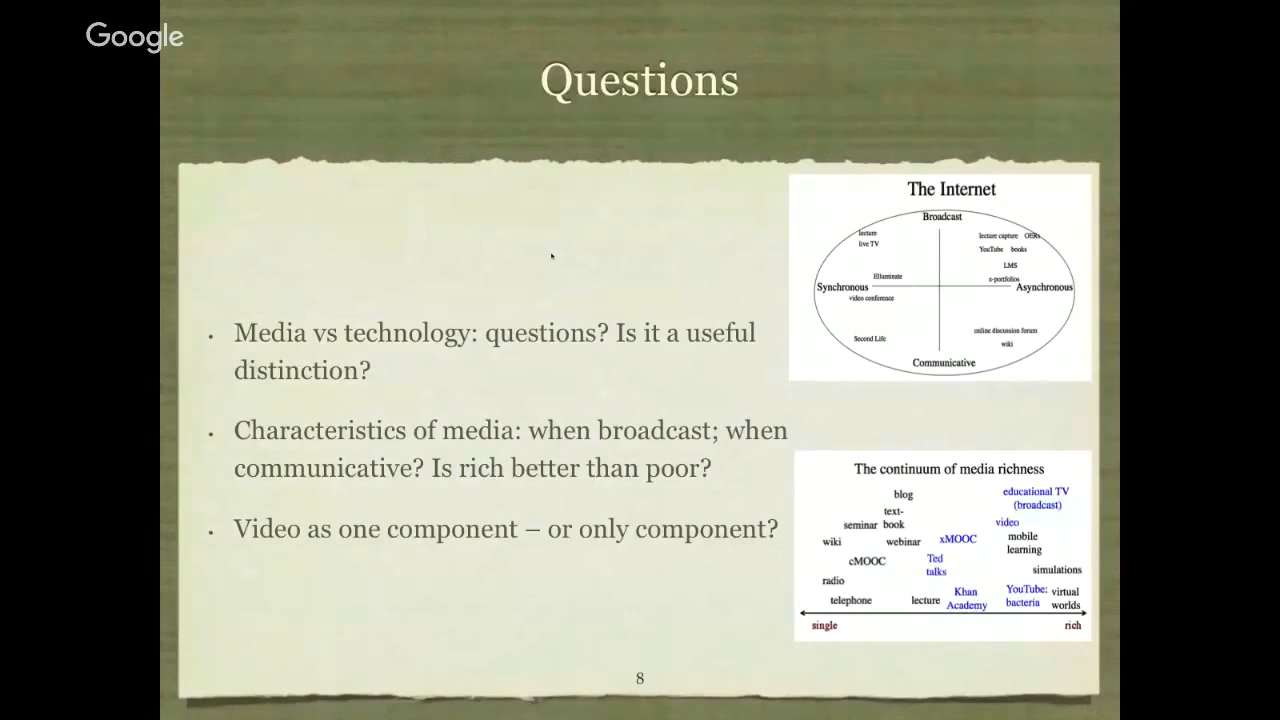 Google
Questions
• Media vs technology: questions? Is it a useful
distinction?
• Characteristics of media: when broadcast; when
communicative? Is rich better than poor?
• Video as one component – or only component?
The Internet
Broadcast
lecture
live TV
lecture capture OERs
YouTube books
LMS
Elluminate
e-portfolios
Synchronous
Asynchronous
video conference
online discussion forum
Second Life
wiki
Communicative
The continuum of media richness
blog
educational TV
(broadcast)
text-
book
seminar
video
wiki
webinar
xMOOC
mobile
learning
cMOOC
Ted
talks
simulations
radio
telephone
lecture
Khan
Academy
YouTube:
bacteria
virtual
worlds
single
rich
8